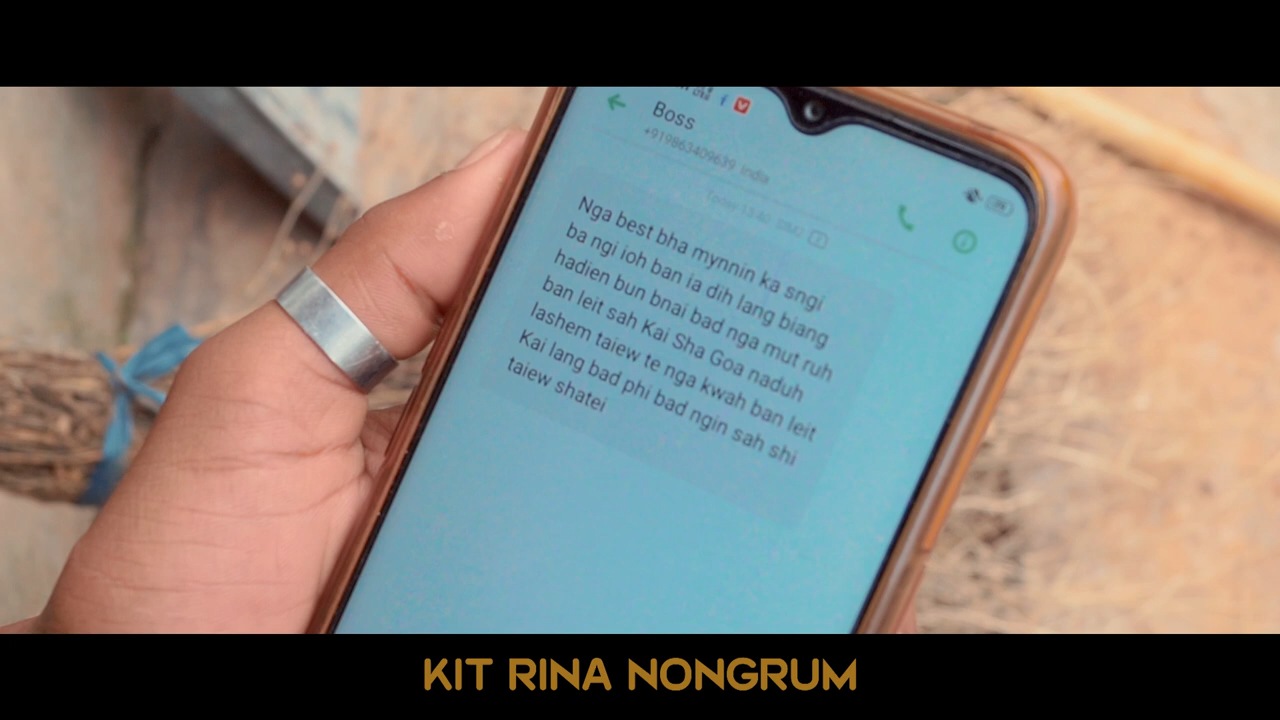 Boss
+919863409639 India
Nga best bha mynnin ka sngi
ba ngi ioh ban ia dih lang biang
hadien bun bnai bad nga mut ruh
ban leit sah Kai Sha Goa naduh
lashem taiew te nga kwah ban leit
Kai lang bad phi bad ngin sah shi
taiew shatei
KIT RINA NONGRUM